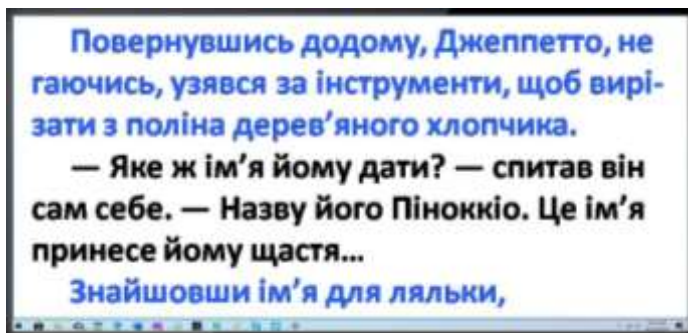 Повернувшись додому, Джеппетто, не
гаючись, узявся за інструменти, щоб вирі-
зати з поліна дерев’яного хлопчика.
— Яке ж ім’я йому дати? — спитав він
сам себе. — Назву його Піноккіо. Це ім’я
принесе йому щастя...
Знайшовши ім’я для ляльки,